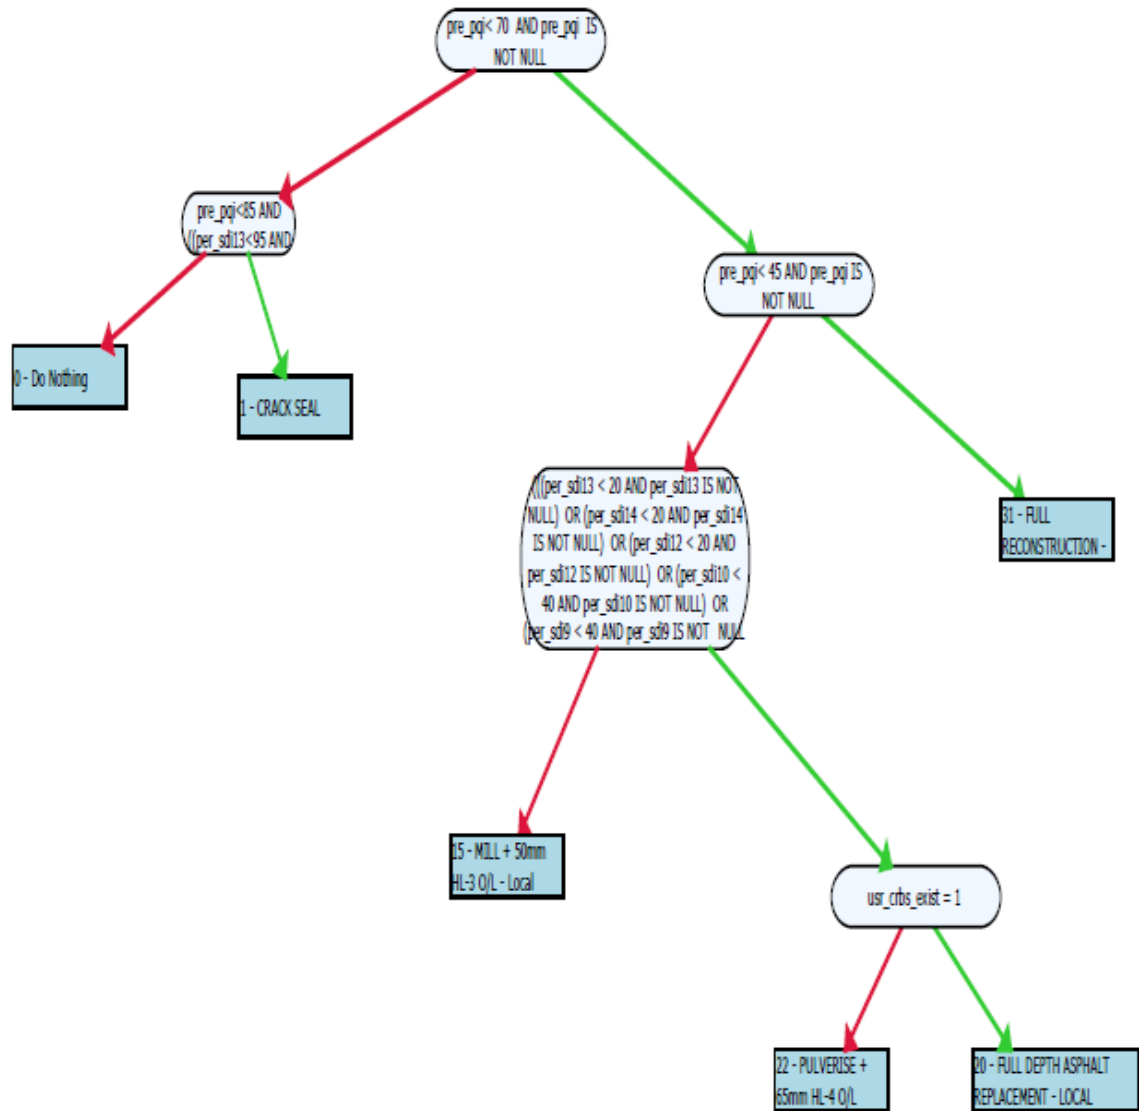 pre_pqi< 70 AND pre_pqi IS
NOT NULL
pre_pqi<85 AND
((per_sdi13<95 AND
pre_pqi< 45 AND pre_pqi IS
NOT NULL
0 - Do Nothing
1 - CRACK SEAL
(((per_sdi13 < 20 AND per_sdi13 IS NOT
NULL) OR (per_sdi14 < 20 AND per_sdi14
IS NOT NULL) OR (per_sdi12 < 20 AND
per_sdi12 IS NOT NULL) OR (per_sdi10 <
40 AND per_sdi10 IS NOT NULL) OR
(per_sdi9 < 40 AND per_sdi9 IS NOT NULL
31 - FULL
RECONSTRUCTION -
15 - MILL + 50mm
HL-3 O/L - Local
usr_crbs_exist = 1
22 - PULVERISE +
65mm HL-4 O/L
20 - FULL DEPTH ASPHALT
REPLACEMENT - LOCAL